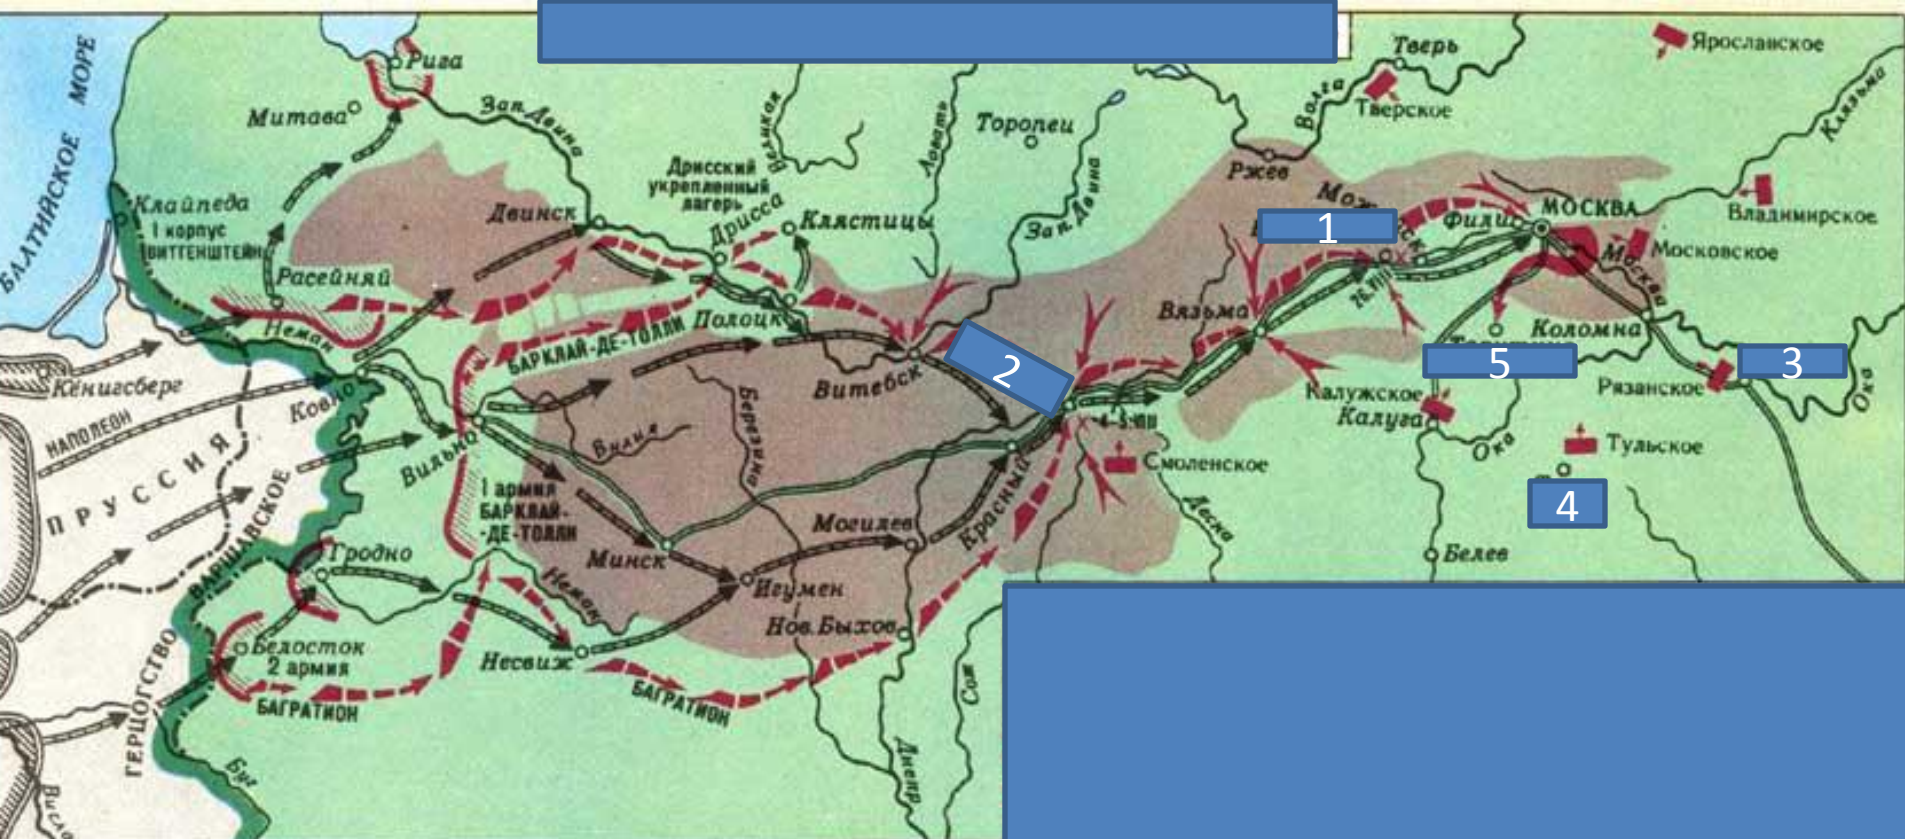 БАЛТИЙСКОЕ МОРЕ
Рига
Митава
Зап. Двина
Великая
Ловать
Торопец
Зап. Двина
Ржев
Волга
Тверь
Тверское
Ярославское
Клязьма
Клайпеда
1 корпус
ВИТГЕНШТЕЙН
Расейняй
Неман
Двинск
Дрисский
укрепленный
лагерь
Дрисса
Клястицы
Полоцк
БАРКЛАЙ-ДЕ-ТОЛЛИ
Витебск
2
Вязьма
1
Фили
МОСКВА
Москва
Московское
Владимирское
Коломна
5
3
Рязанское
Ока
Калужское
Калуга
Ока
Тульское
4
Белев
Кёнигсберг
НАПОЛЕОН
ПРУССИЯ
Ковно
Вильно
Вилия
Березина
1 армия
БАРКЛАЙ-
-ДЕ-ТОЛЛИ
Минск
Могилев
Красный
4-5.VIII
Смоленское
Десна
ГЕРЦОГСТВО
ВАРШАВСКОЕ
Гродно
Неман
Игумен
Нов. Быхов
Белосток
2 армия
БАГРАТИОН
Несвиж
БАГРАТИОН
Сож
Днепр
Буг
Висла